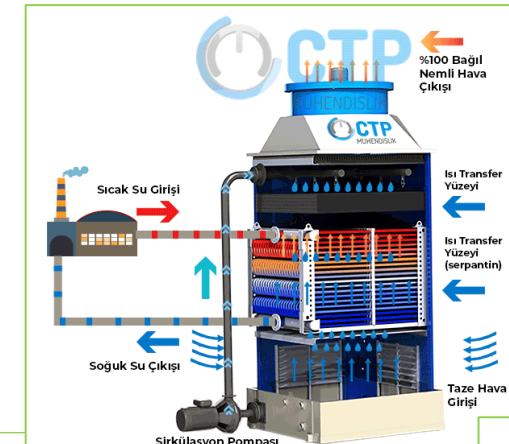 CTP
MÜHENDİSLİK
%100 Bağıl
Nemli Hava
Çıkışı
CTP
MÜHENDİSLİK
Sıcak Su Girişi
Isı Transfer
Yüzeyi
Isı Transfer
Yüzeyi
(serpantin)
Soğuk Su Çıkışı
Taze Hava
Girişi
Sirkülasyon Pompası